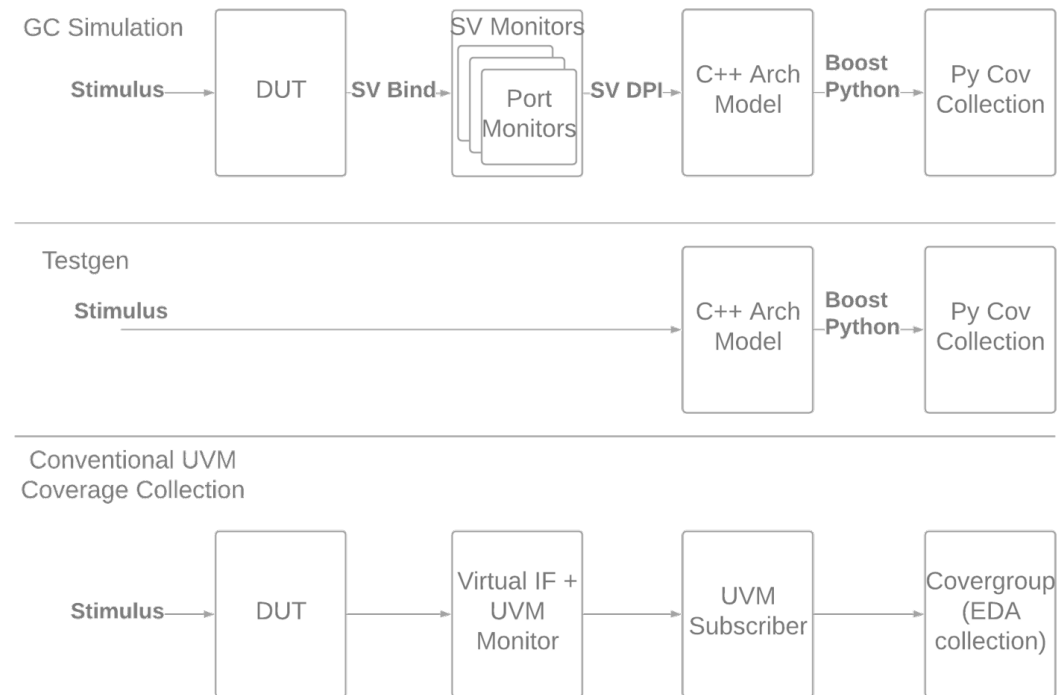 GC Simulation
Stimulus
DUT
SV Bind
SV Monitors
Port
Monitors
SV DPI
C++ Arch
Model
Boost
Python
Py Cov
Collection
Testgen
Stimulus
C++ Arch
Model
Boost
Python
Py Cov
Collection
Conventional UVM
Coverage Collection
Stimulus
DUT
Virtual IF +
UVM
Monitor
UVM
Subscriber
Covergroup
(EDA
collection)